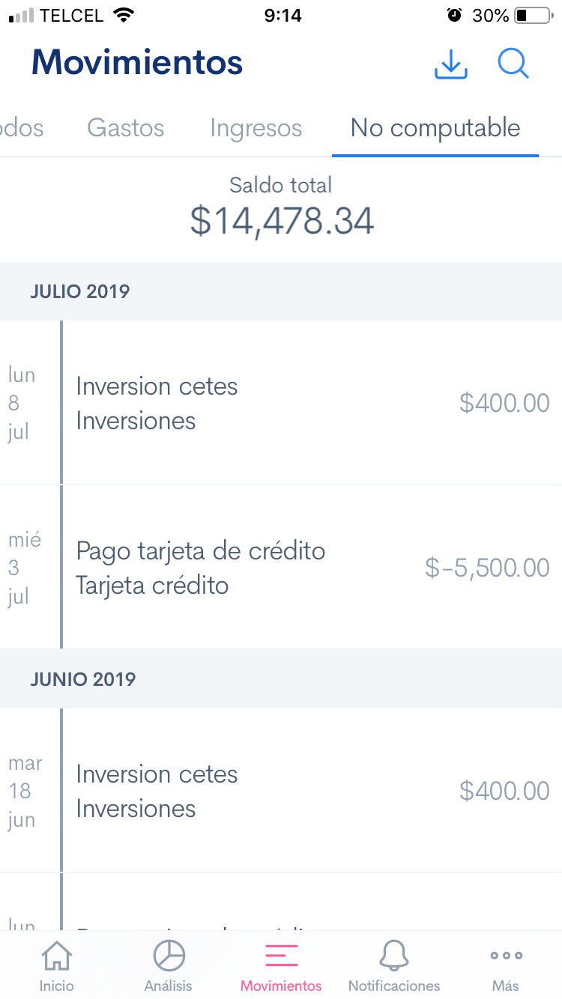 TELCEL 9:14 30%
Movimientos
odos Gastos Ingresos No computable
Saldo total
$14,478.34
JULIO 2019
lun
8
jul
Inversion cetes
Inversiones
$400.00
mié
3
jul
Pago tarjeta de crédito
Tarjeta crédito
$-5,500.00
JUNIO 2019
mar
18
jun
Inversion cetes
Inversiones
$400.00
lun
Inicio Análisis Movimientos Notificaciones Más